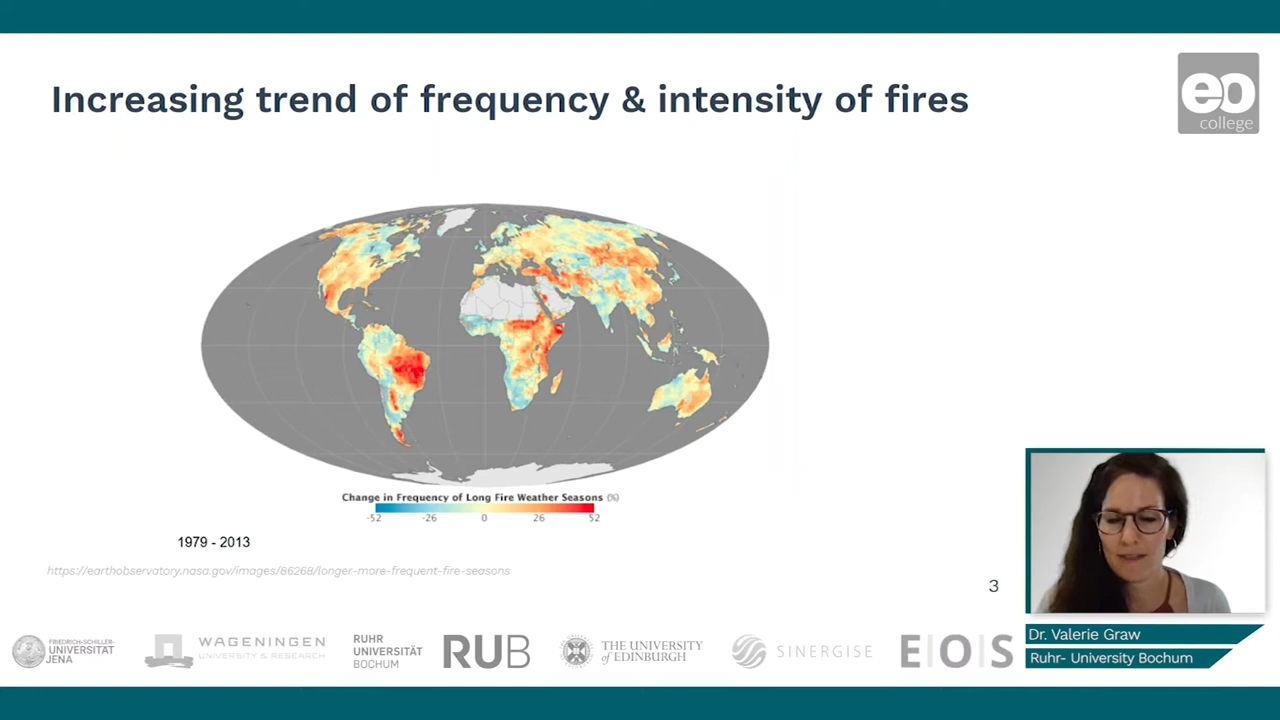 Increasing trend of frequency & intensity of fires
eo
college
Change in Frequency of Long Fire Weather Seasons (%)
-52 -26 0 26 52
1979 - 2013
https://earthobservatory.nasa.gov/images/86268/longer-more-frequent-fire-seasons
3
Dr. Valerie Graw
Ruhr- University Bochum
FRIEDRICH-SCHILLER-
UNIVERSITÄT
JENA
WAGENINGEN
UNIVERSITY & RESEARCH
RUHR
UNIVERSITÄT
BOCHUM
RUB
THE UNIVERSITY
of EDINBURGH
SINERGISE
E|O|S